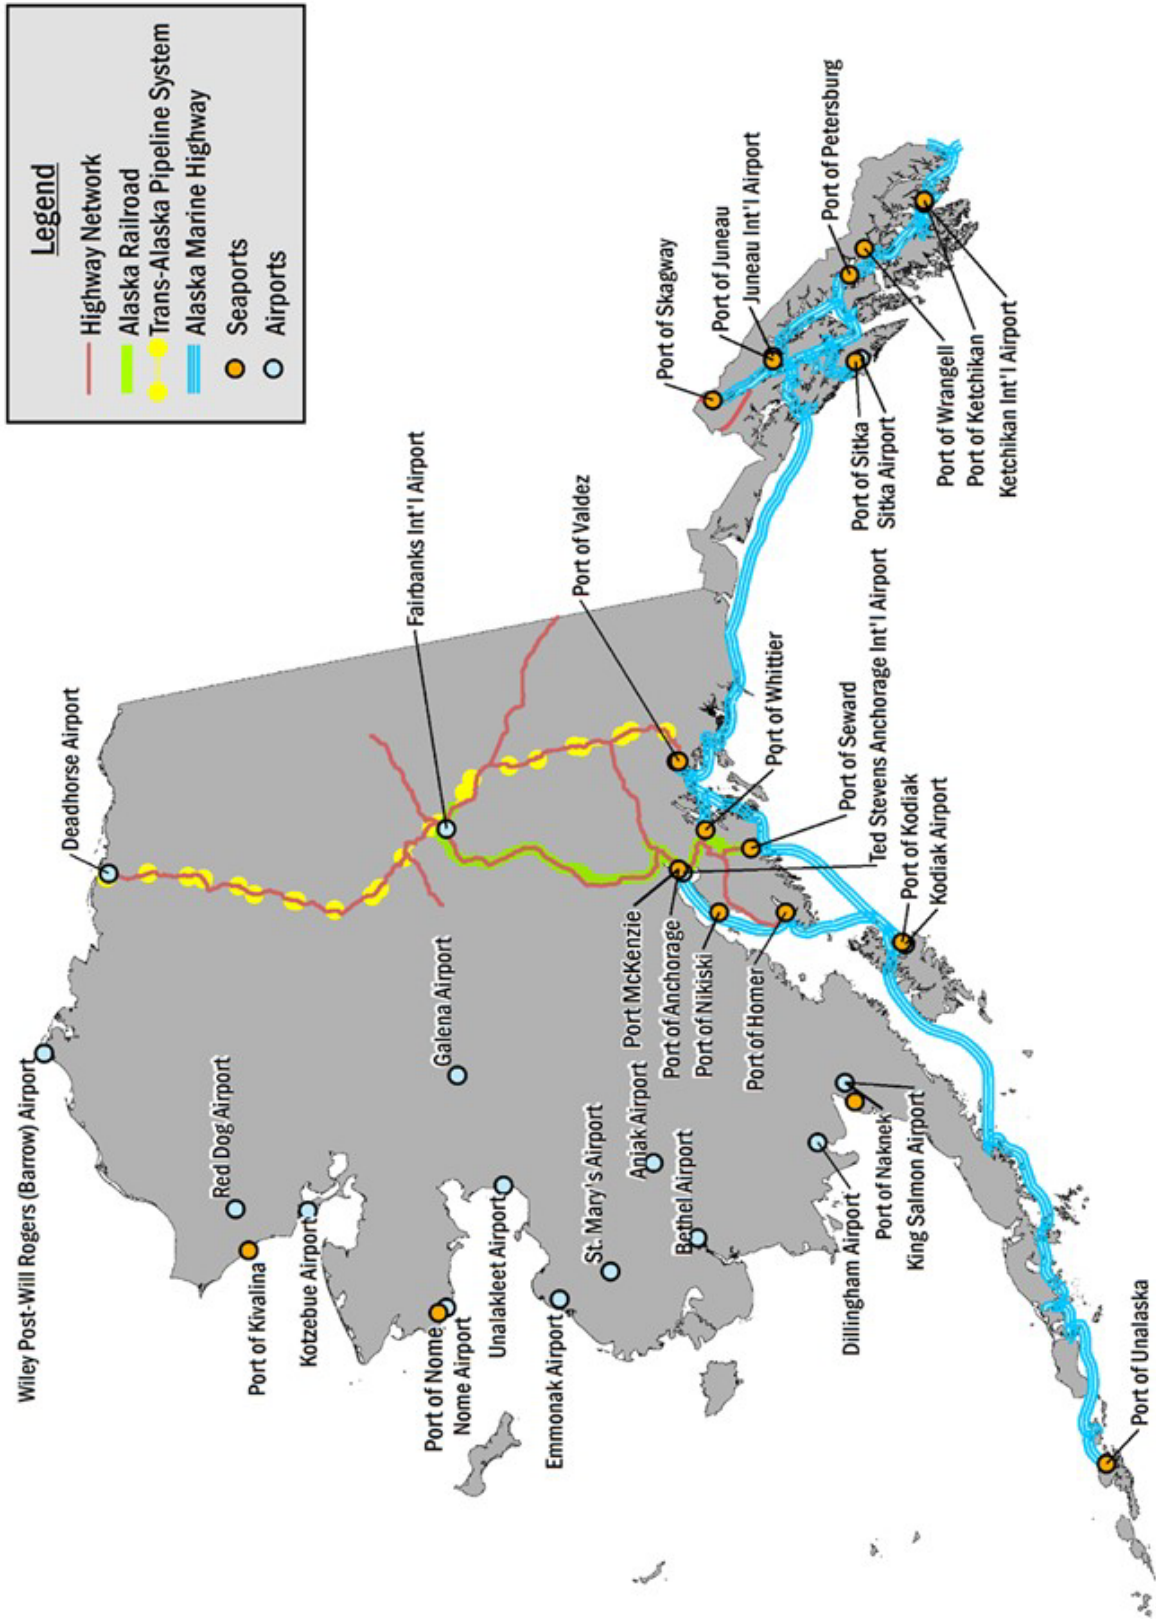 Legend
Highway Network
Alaska Railroad
Trans-Alaska Pipeline System
Alaska Marine Highway
Seaports
Airports
Wiley Post-Will Rogers (Barrow) Airport
Deadhorse Airport
Red Dog Airport
Port of Kivalina
Kotzebue Airport
Fairbanks Int'l Airport
Galena Airport
Port of Nome
Nome Airport
Unalakleet Airport
Emmonak Airport
St. Mary's Airport
Aniak Airport
Bethel Airport
Port of Valdez
Port McKenzie
Port of Anchorage
Port of Nikiski
Port of Homer
Port of Whittier
Port of Seward
Ted Stevens Anchorage Int'l Airport
Port of Kodiak
Kodiak Airport
Dillingham Airport
Port of Naknek
King Salmon Airport
Port of Unalaska
Port of Skagway
Port of Juneau
Juneau Int'l Airport
Port of Petersburg
Port of Sitka
Sitka Airport
Port of Wrangell
Port of Ketchikan
Ketchikan Int'l Airport